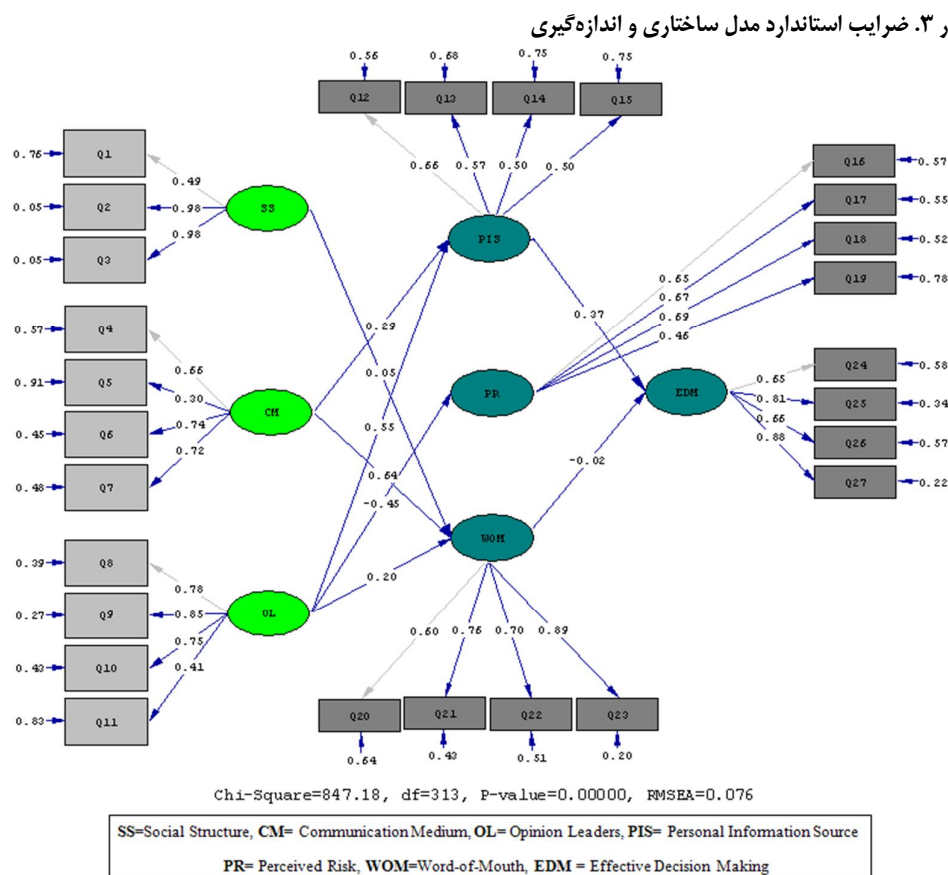 ر ۳. ضرایب استاندارد مدل ساختاری و اندازه‌گیری
0.56 0.68 0.75 0.75
Q12 Q13 Q14 Q15
0.66 0.57 0.50 0.50
0.76 Q1 0.49
0.05 Q2 0.98
0.05 Q3 0.98
SS
0.57 Q4 0.66
0.91 Q5 0.30
0.45 Q6 0.74
0.48 Q7 0.72
CM
0.39 Q8 0.78
0.27 Q9 0.85
0.43 Q10 0.75
0.83 Q11 0.41
OL
PIS
PR
WOM
EDM
0.29
0.05
0.55
0.64
-0.45
0.20
0.37
-0.02
0.65 Q16 0.57
0.67 Q17 0.55
0.69 Q18 0.52
0.46 Q19 0.78
0.65 Q24 0.58
0.81 Q25 0.34
0.66 Q26 0.57
0.88 Q27 0.22
0.60 0.76 0.70 0.89
Q20 Q21 Q22 Q23
0.64 0.43 0.51 0.20
Chi-Square=847.18, df=313, P-value=0.00000, RMSEA=0.076
SS=Social Structure, CM= Communication Medium, OL= Opinion Leaders, PIS= Personal Information Source
PR= Perceived Risk, WOM=Word-of-Mouth, EDM = Effective Decision Making